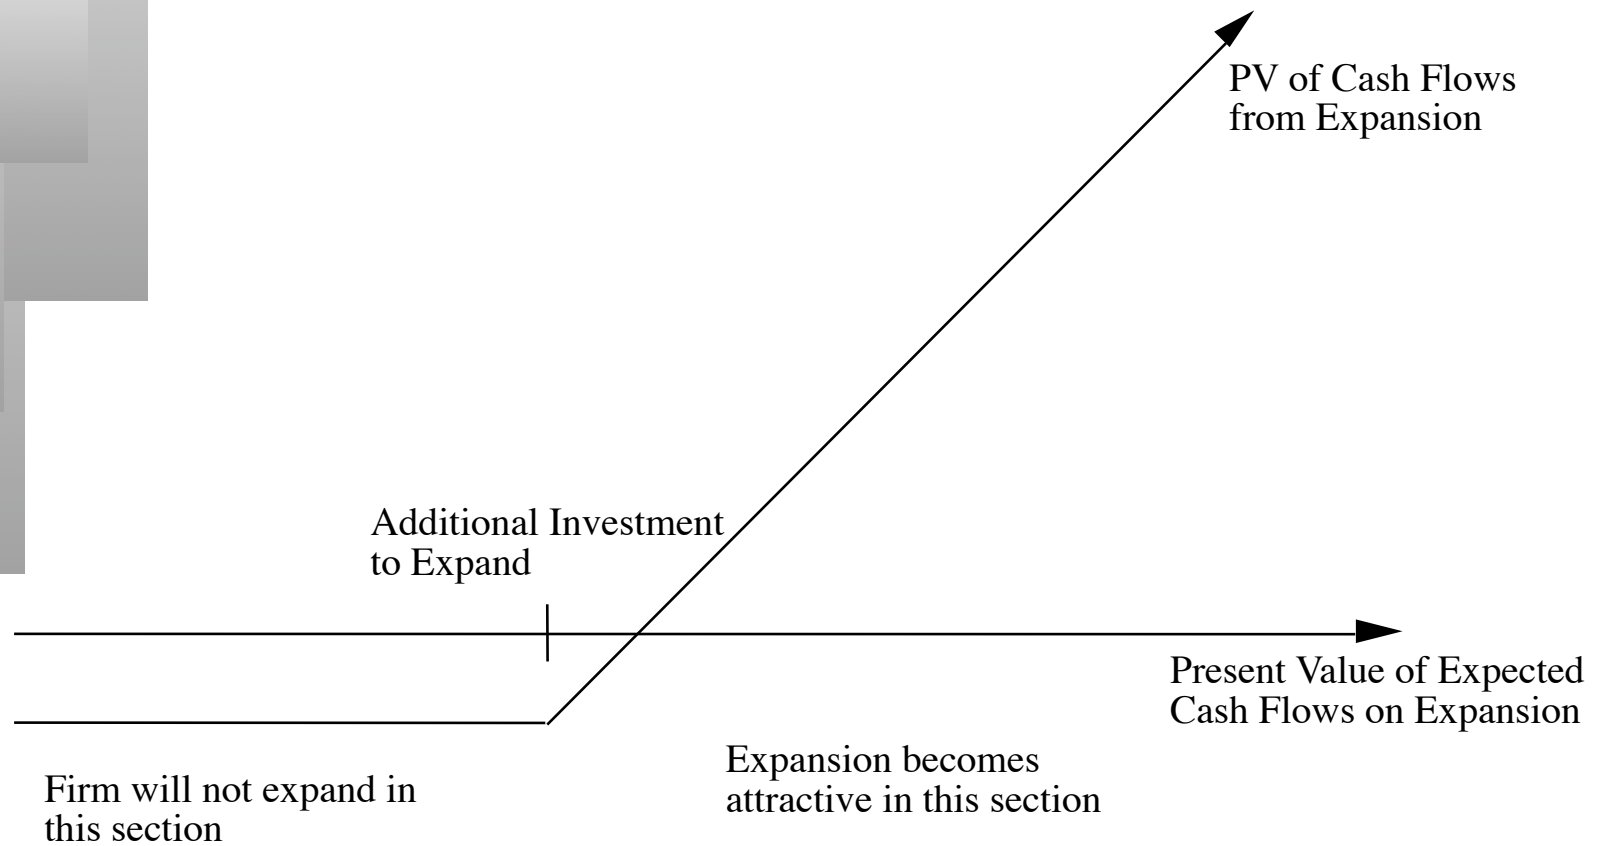 PV of Cash Flows
from Expansion
Additional Investment
to Expand
Present Value of Expected
Cash Flows on Expansion
Expansion becomes
attractive in this section
Firm will not expand in
this section